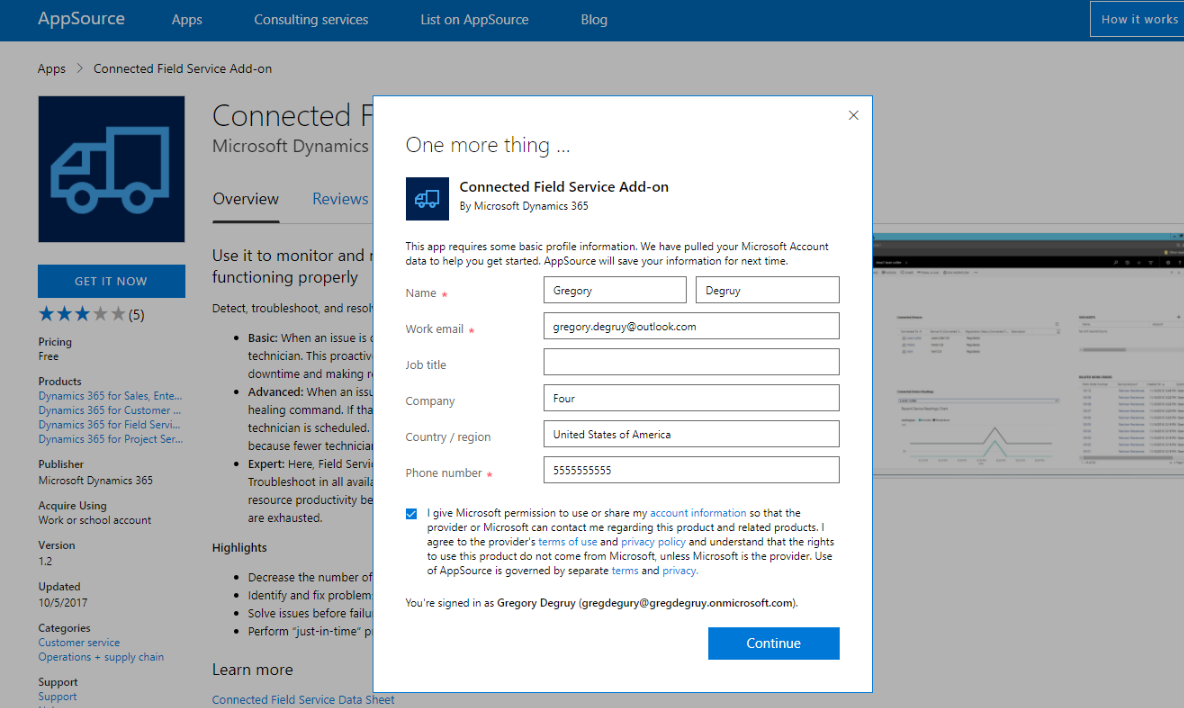 AppSource
Apps
Consulting services
List on AppSource
Blog
How it works
Apps > Connected Field Service Add-on
Connected F
Microsoft Dynamics
Overview
Reviews
GET IT NOW
(5)
Pricing
Free
Products
Dynamics 365 for Sales, Ente...
Dynamics 365 for Customer ...
Dynamics 365 for Field Servi...
Dynamics 365 for Project Ser...
Publisher
Microsoft Dynamics 365
Acquire Using
Work or school account
Version
1.2
Updated
10/5/2017
Categories
Customer service
Operations + supply chain
Support
Support
Use it to monitor and r
functioning properly
Detect, troubleshoot, and resol
• Basic: When an issue is d
technician. This proactive
downtime and making re
• Advanced: When an issu
healing command. If tha
technician is scheduled.
because fewer technician
• Expert: Here, Field Servic
Troubleshoot in all availa
resource productivity be
are exhausted.
Highlights
• Decrease the number of
• Identify and fix problem
• Solve issues before failu
• Perform “just-in-time” p
Learn more
Connected Field Service Data Sheet
One more thing ...
Connected Field Service Add-on
By Microsoft Dynamics 365
This app requires some basic profile information. We have pulled your Microsoft Account
data to help you get started. AppSource will save your information for next time.
Name * Gregory Degruy
Work email * gregory.degruy@outlook.com
Job title
Company Four
Country / region United States of America
Phone number * 5555555555
I give Microsoft permission to use or share my account information so that the
provider or Microsoft can contact me regarding this product and related products. I
agree to the provider's terms of use and privacy policy and understand that the rights
to use this product do not come from Microsoft, unless Microsoft is the provider. Use
of AppSource is governed by separate terms and privacy.
You're signed in as Gregory Degruy (gregdegury@gregdegruy.onmicrosoft.com).
Continue